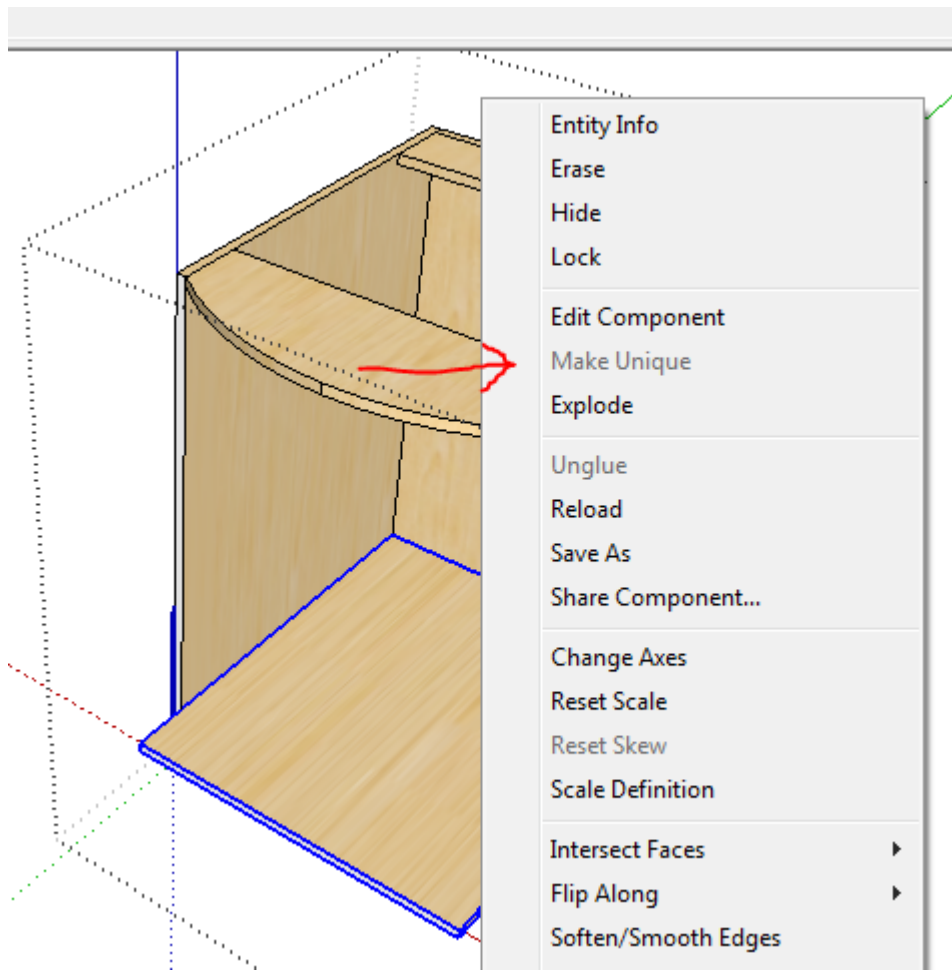 Entity Info
Erase
Hide
Lock
Edit Component
Make Unique
Explode
Unglue
Reload
Save As
Share Component...
Change Axes
Reset Scale
Reset Skew
Scale Definition
Intersect Faces
Flip Along
Soften/Smooth Edges